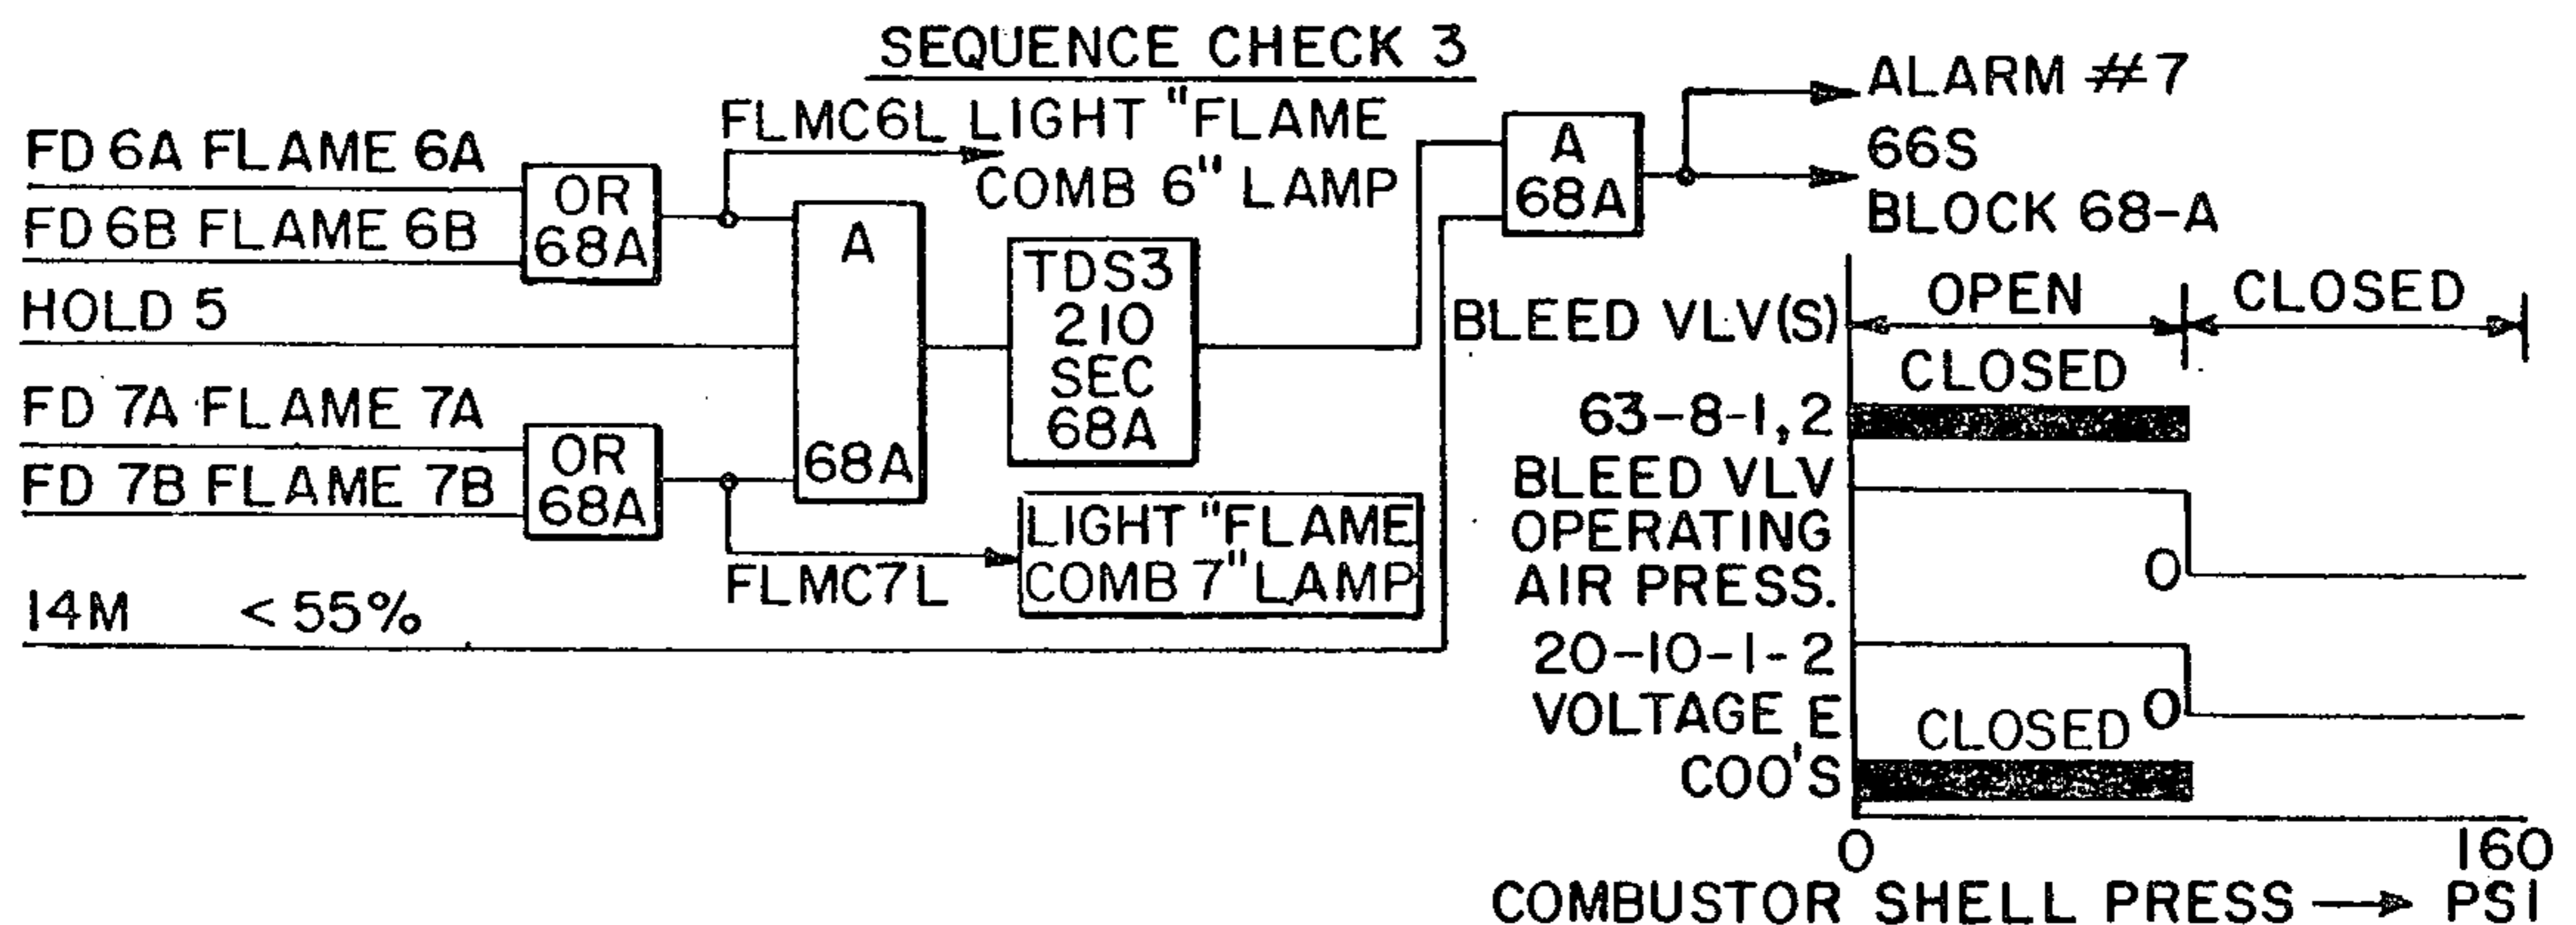 SEQUENCE CHECK 3
FD 6A FLAME 6A
FD 6B FLAME 6B
HOLD 5
FD 7A FLAME 7A
FD 7B FLAME 7B
14M < 55%
OR
68A
OR
68A
FLMC6L LIGHT "FLAME
COMB 6" LAMP
A
68A
FLMC7L
TDS3
210
SEC
68A
LIGHT "FLAME
COMB 7" LAMP
A
68A
ALARM #7
66S
BLOCK 68-A
BLEED VLV(S)
OPEN
CLOSED
CLOSED
63-8-1,2
BLEED VLV
OPERATING
AIR PRESS.
0
20-10-1-2
VOLTAGE E
0
CLOSED
COO'S
0
160
COMBUSTOR SHELL PRESS → PSI